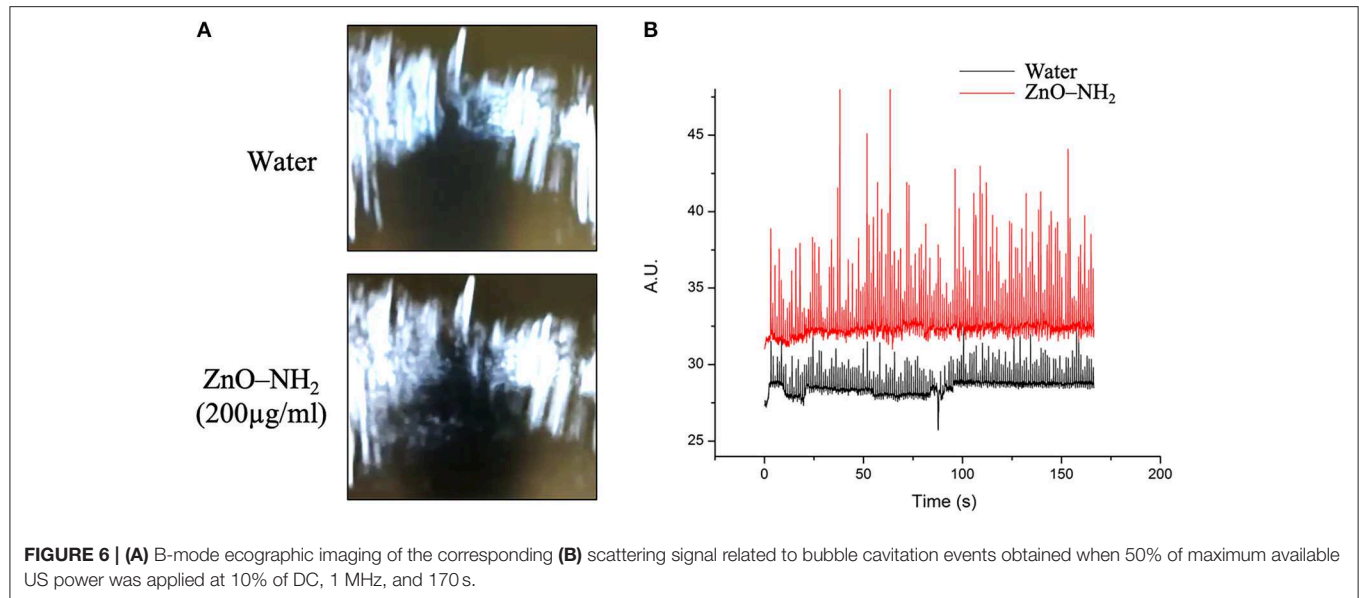 A
Water
ZnO–NH₂
(200μg/ml)
B
Water
ZnO–NH₂
A.U.
45
40
35
30
25
0
50
100
150
200
Time (s)
FIGURE 6 | (A) B-mode ecographic imaging of the corresponding (B) scattering signal related to bubble cavitation events obtained when 50% of maximum available
US power was applied at 10% of DC, 1 MHz, and 170 s.